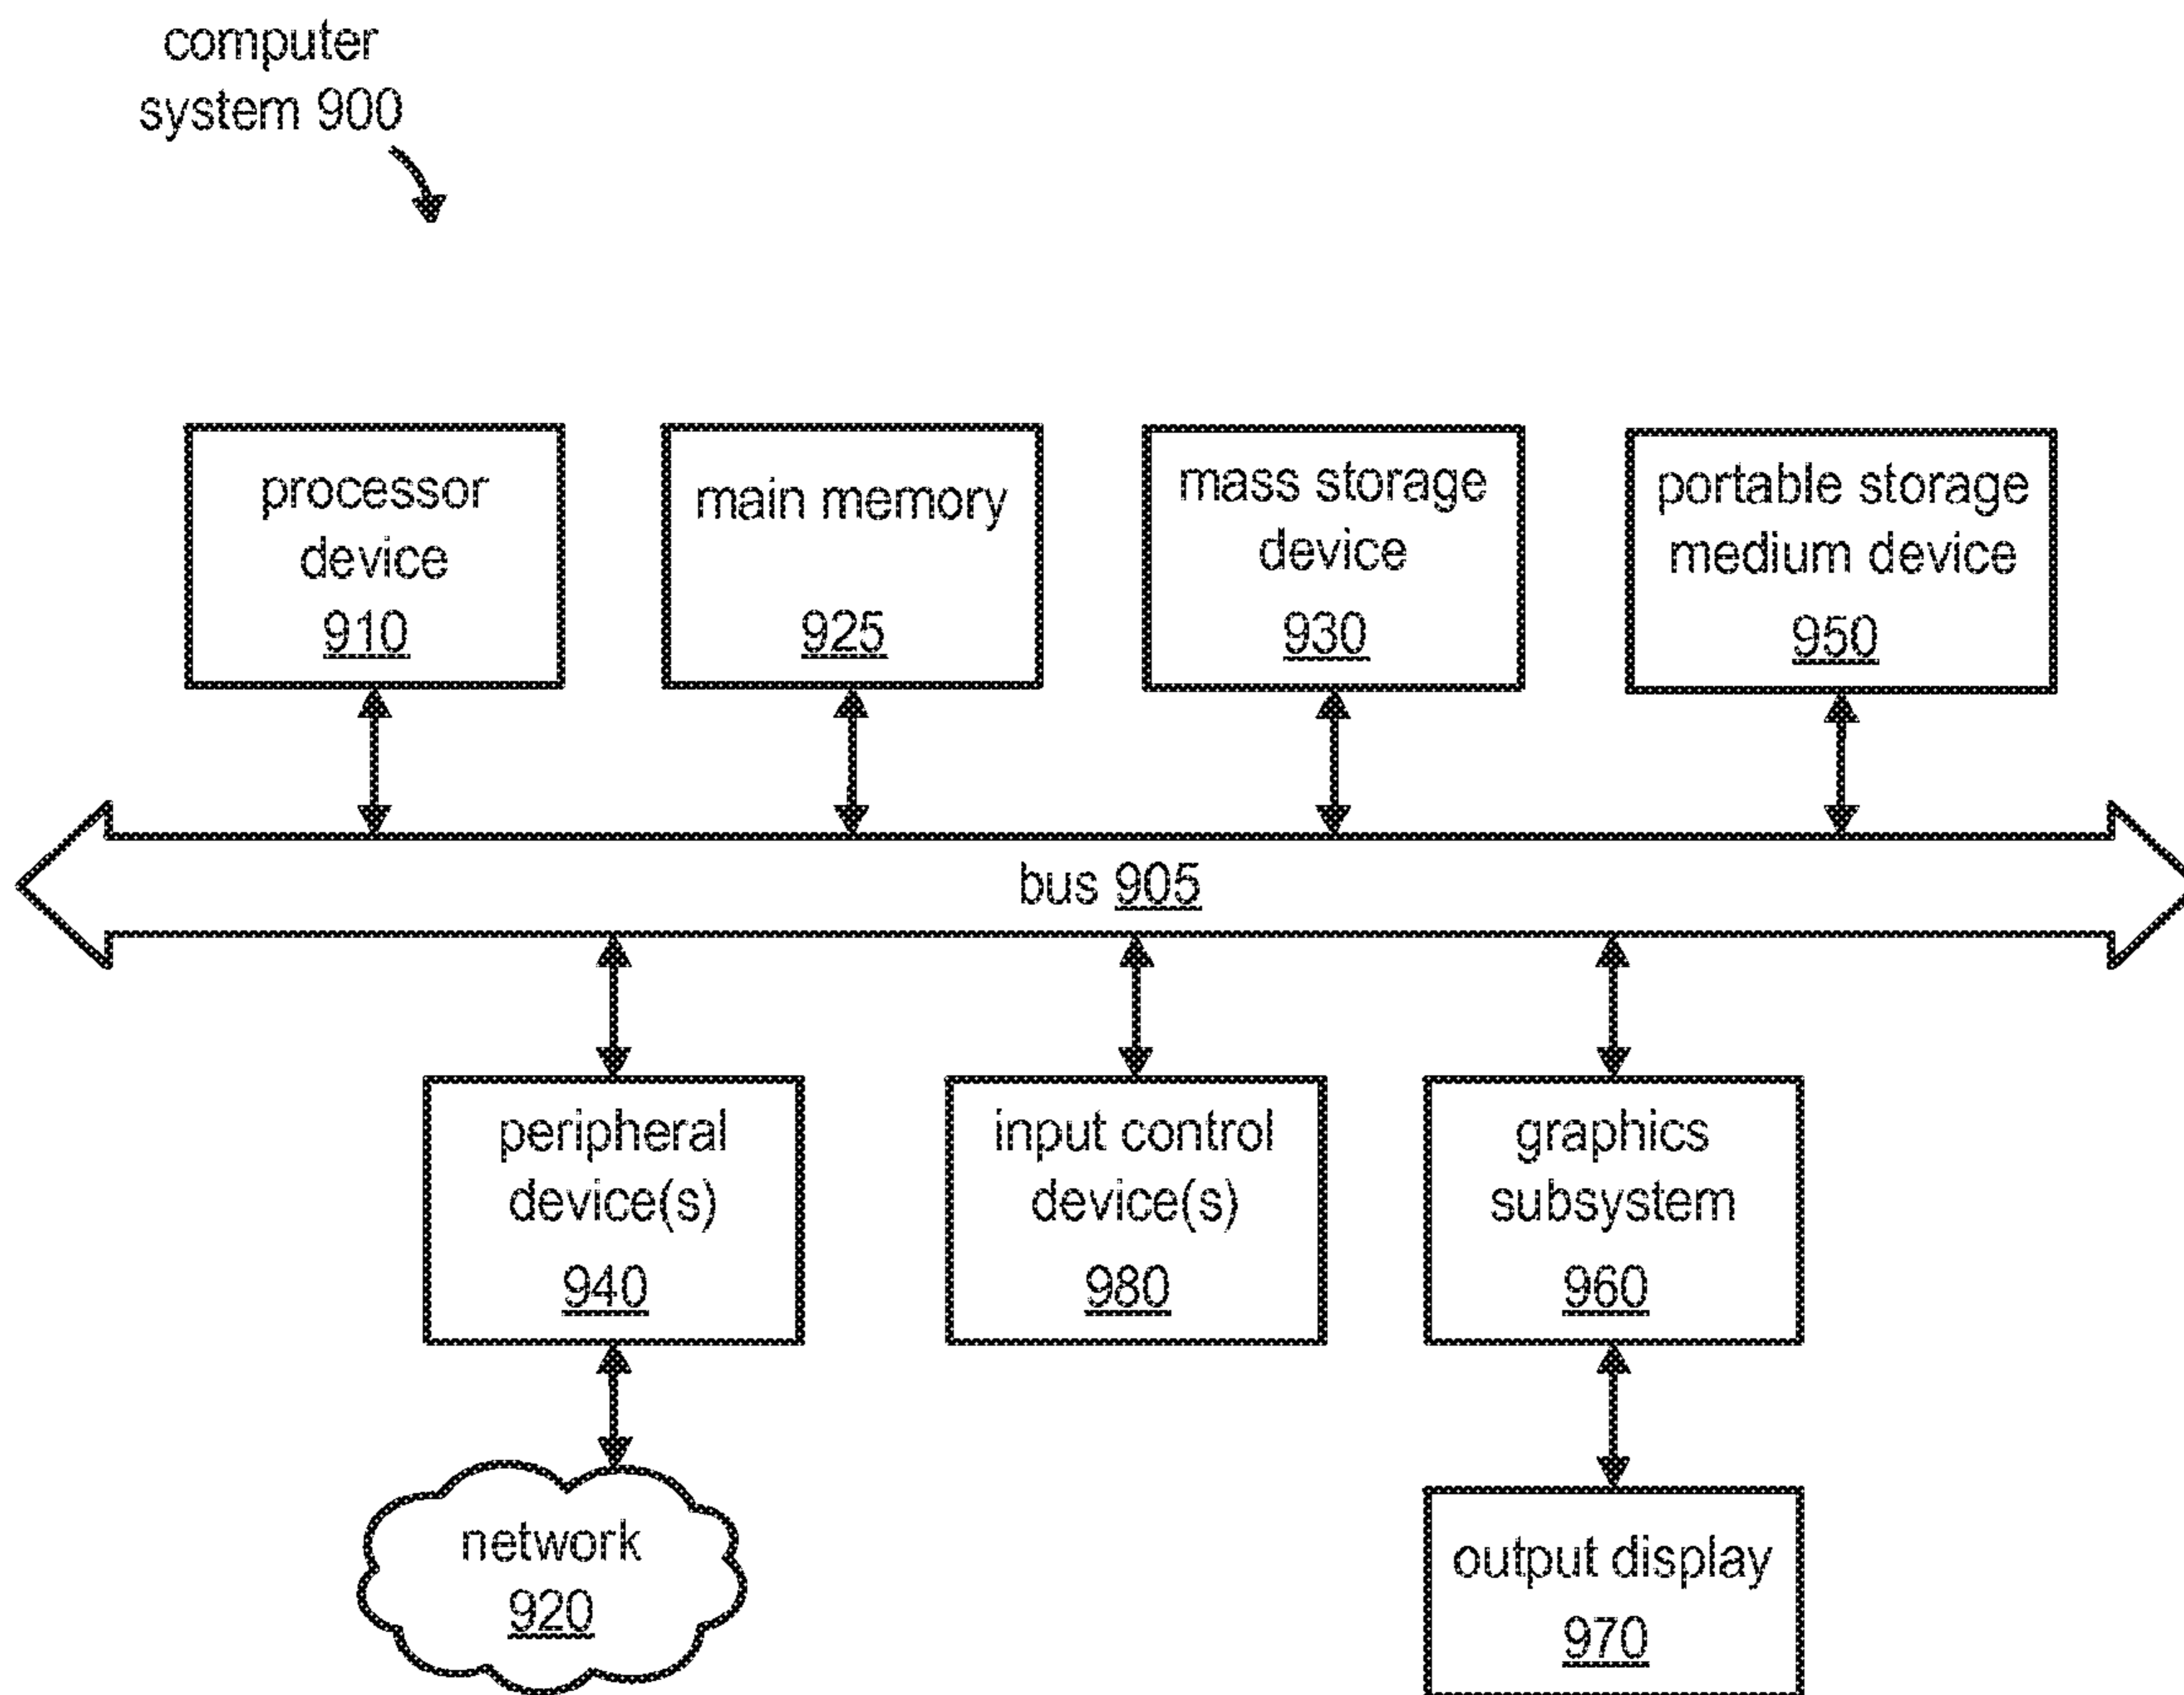 computer
system 900
processor
device
910
main memory
925
mass storage
device
930
portable storage
medium device
950
bus 905
peripheral
device(s)
940
input control
device(s)
980
graphics
subsystem
960
network
920
output display
970